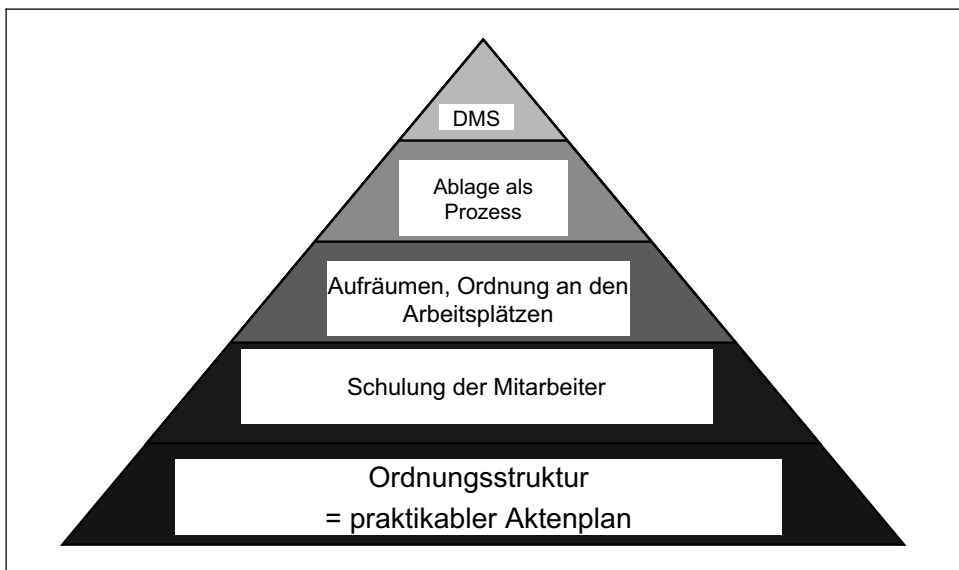 DMS
Ablage als
Prozess
Aufräumen, Ordnung an den
Arbeitsplätzen
Schulung der Mitarbeiter
Ordnungsstruktur
= praktikabler Aktenplan